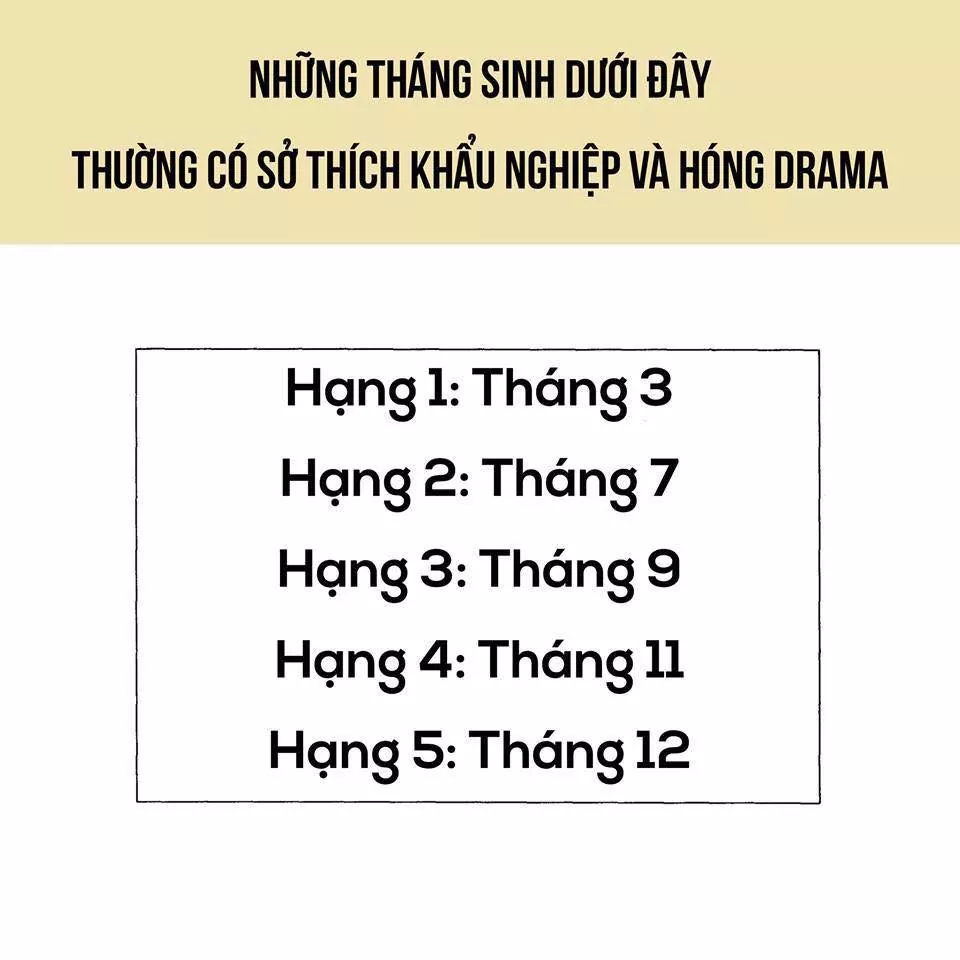 NHỮNG THÁNG SINH DƯỚI ĐÂY
THƯỜNG CÓ SỞ THÍCH KHẨU NGHIỆP VÀ HÓNG DRAMA
Hạng 1: Tháng 3
Hạng 2: Tháng 7
Hạng 3: Tháng 9
Hạng 4: Tháng 11
Hạng 5: Tháng 12